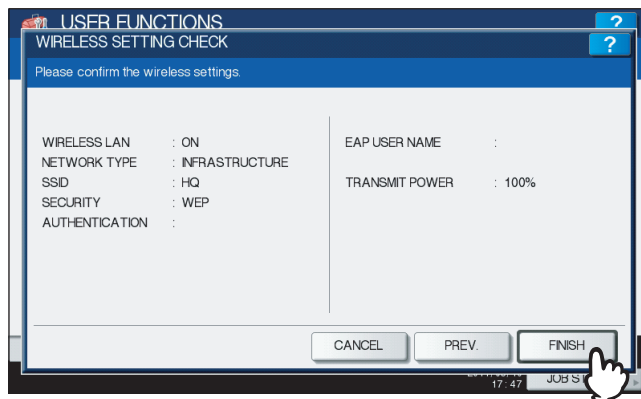 USER FUNCTIONS
?
WIRELESS SETTING CHECK
?
Please confirm the wireless settings.
WIRELESS LAN : ON
NETWORK TYPE : INFRASTRUCTURE
SSID : HQ
SECURITY : WEP
AUTHENTICATION :
EAP USER NAME :
TRANSMIT POWER : 100%
CANCEL
PREV.
FINISH
17:47
JOB